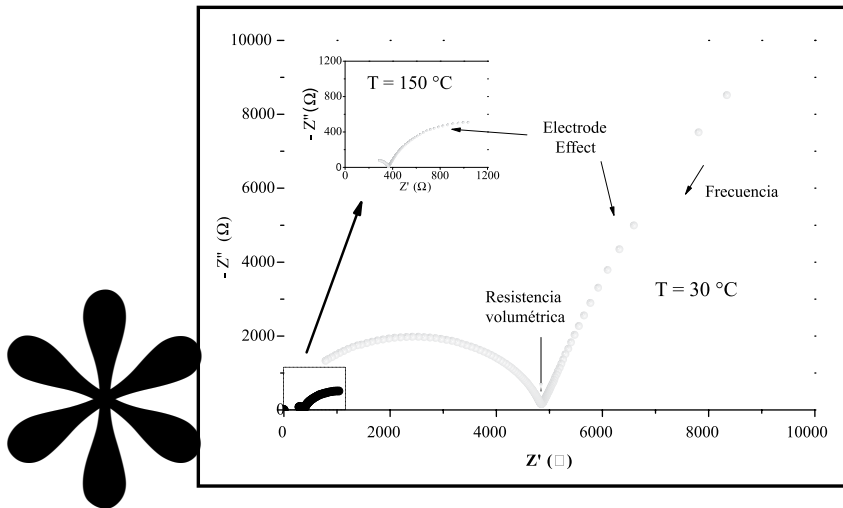 10000
8000
6000
4000
2000
0
- Z'' (Ω)
1200
800
400
0
- Z'' (Ω)
T = 150 °C
0 400 800 1200
Z' (Ω)
Electrode
Effect
Frecuencia
T = 30 °C
Resistencia
volumétrica
0 2000 4000 6000 8000 10000
Z' (□)